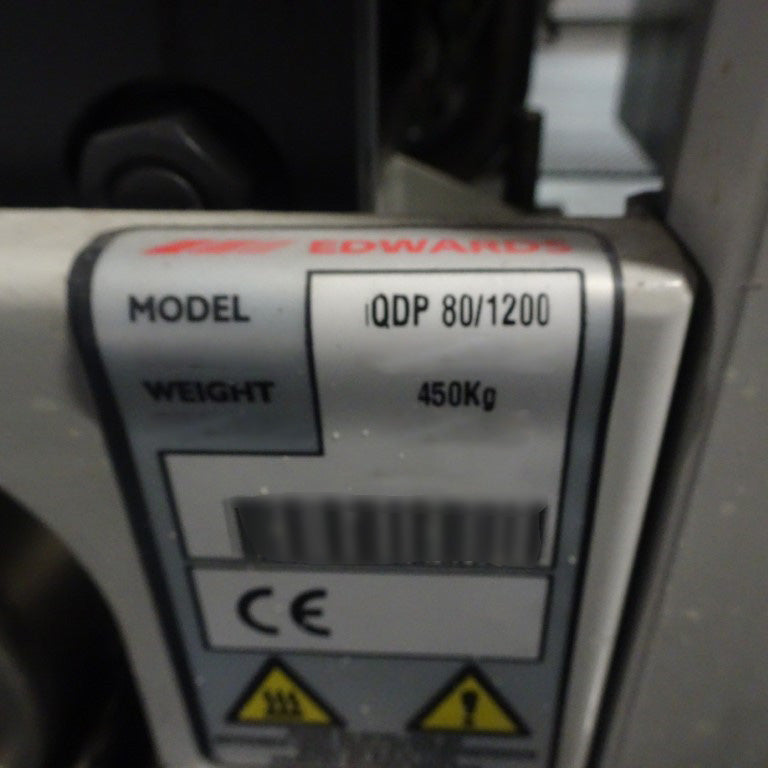 EDWARDS
MODEL iQDP 80/1200
WEIGHT 450Kg
CE